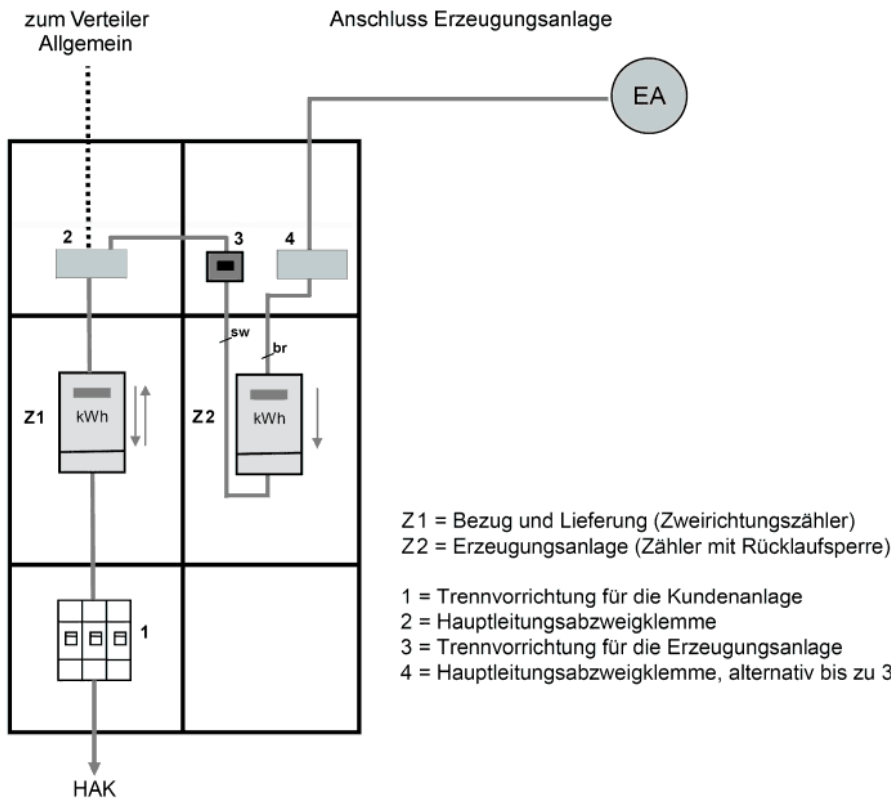 zum Verteiler
Allgemein
Anschluss Erzeugungsanlage
EA
2
3
4
sw
br
Z1
kWh
Z2
kWh
Z1 = Bezug und Lieferung (Zweirichtungszähler)
Z2 = Erzeugungsanlage (Zähler mit Rücklaufsperre)
1 = Trennvorrichtung für die Kundenanlage
2 = Hauptleitungsabzweigklemme
3 = Trennvorrichtung für die Erzeugungsanlage
4 = Hauptleitungsabzweigklemme, alternativ bis zu 3
1
HAK